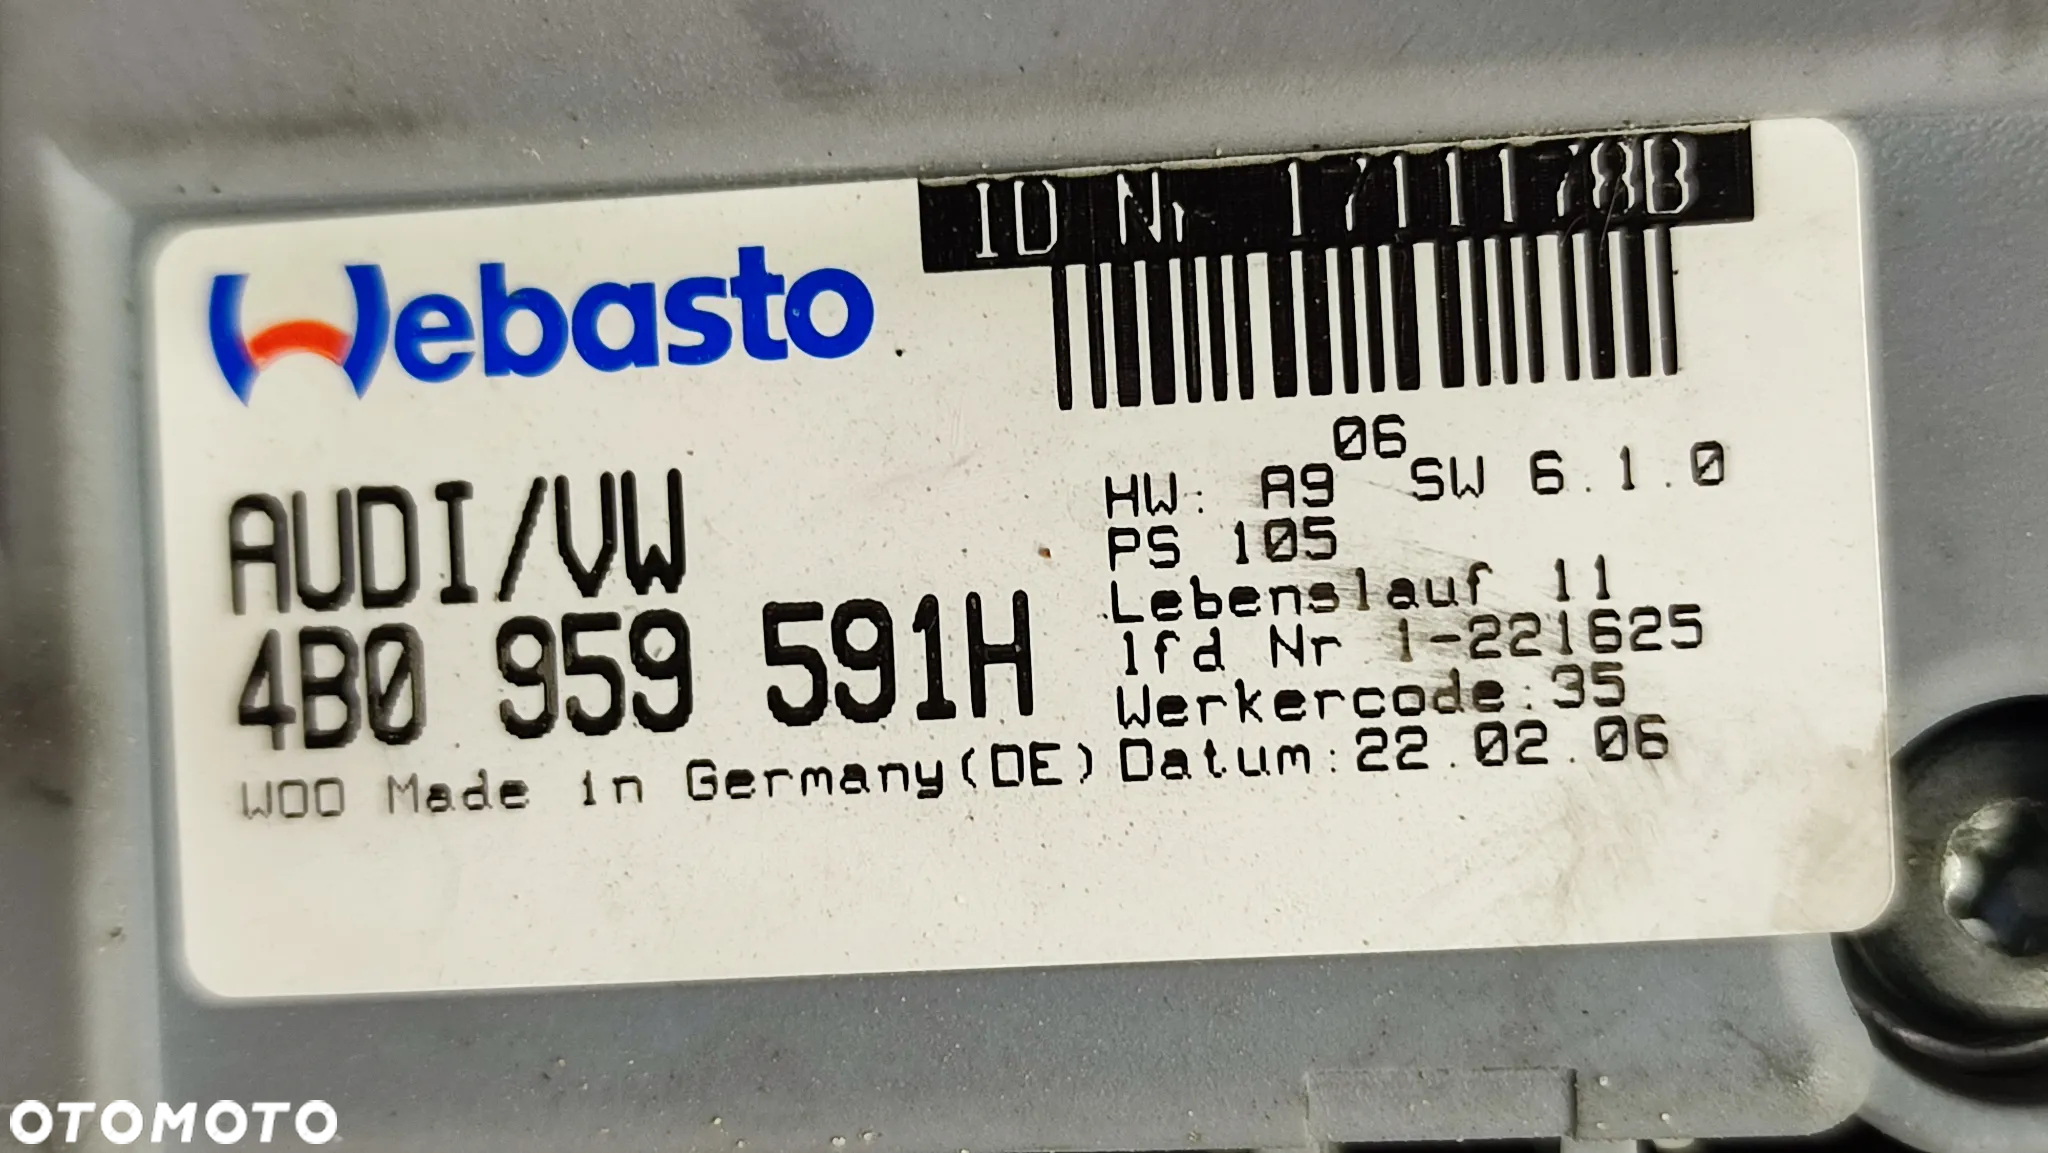 ID Nr 1711178B
Webasto
HW: A9 06 SW 6.1.0
AUDI/VW
PS 105
Lebenslauf 11
4B0 959 591H
lfd Nr 1-221625
Werkercode:35
W00 Made in Germany(DE) Datum:22.02.06
OTOMOTO